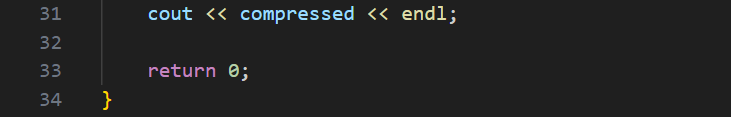 31 cout << compressed << endl;
32
33 return 0;
34 }